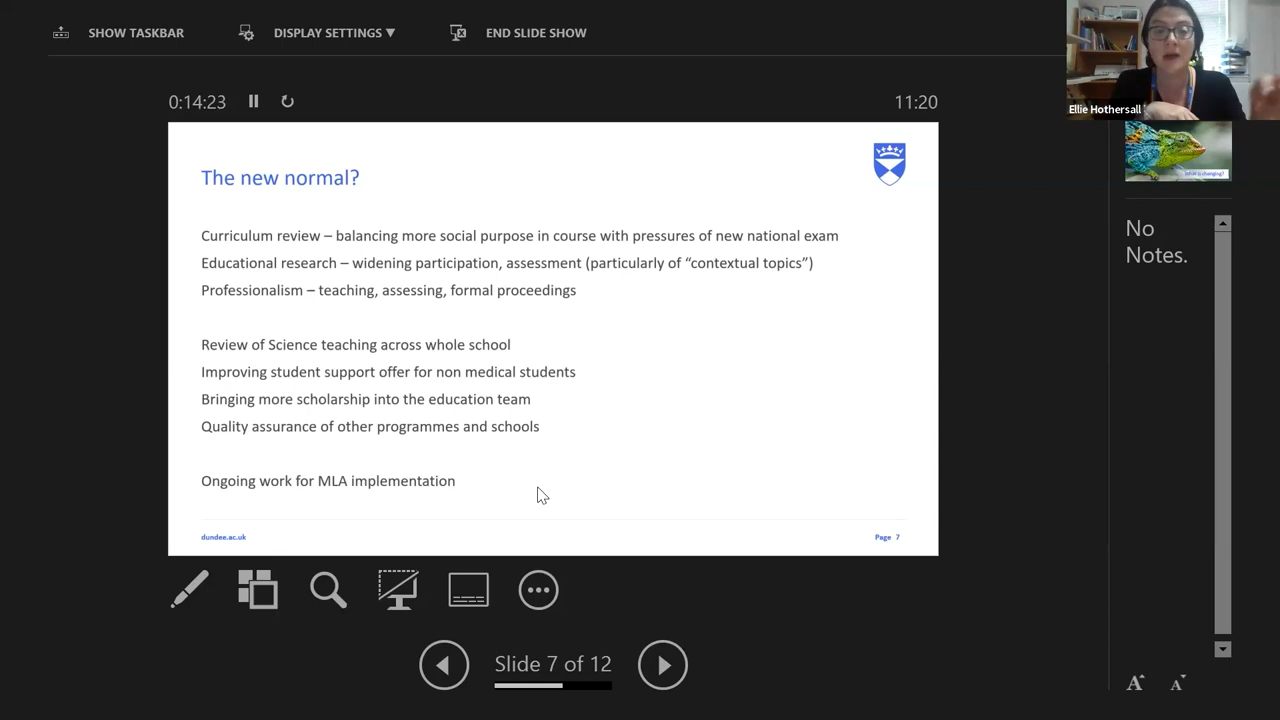 SHOW TASKBAR
DISPLAY SETTINGS ▼
END SLIDE SHOW
Ellie Hothersall
0:14:23
11:20
The new normal?
Curriculum review – balancing more social purpose in course with pressures of new national exam
Educational research – widening participation, assessment (particularly of “contextual topics”)
Professionalism – teaching, assessing, formal proceedings
Review of Science teaching across whole school
Improving student support offer for non medical students
Bringing more scholarship into the education team
Quality assurance of other programmes and schools
Ongoing work for MLA implementation
dundee.ac.uk
Page 7
What is changing?
No
Notes.
Slide 7 of 12
A A